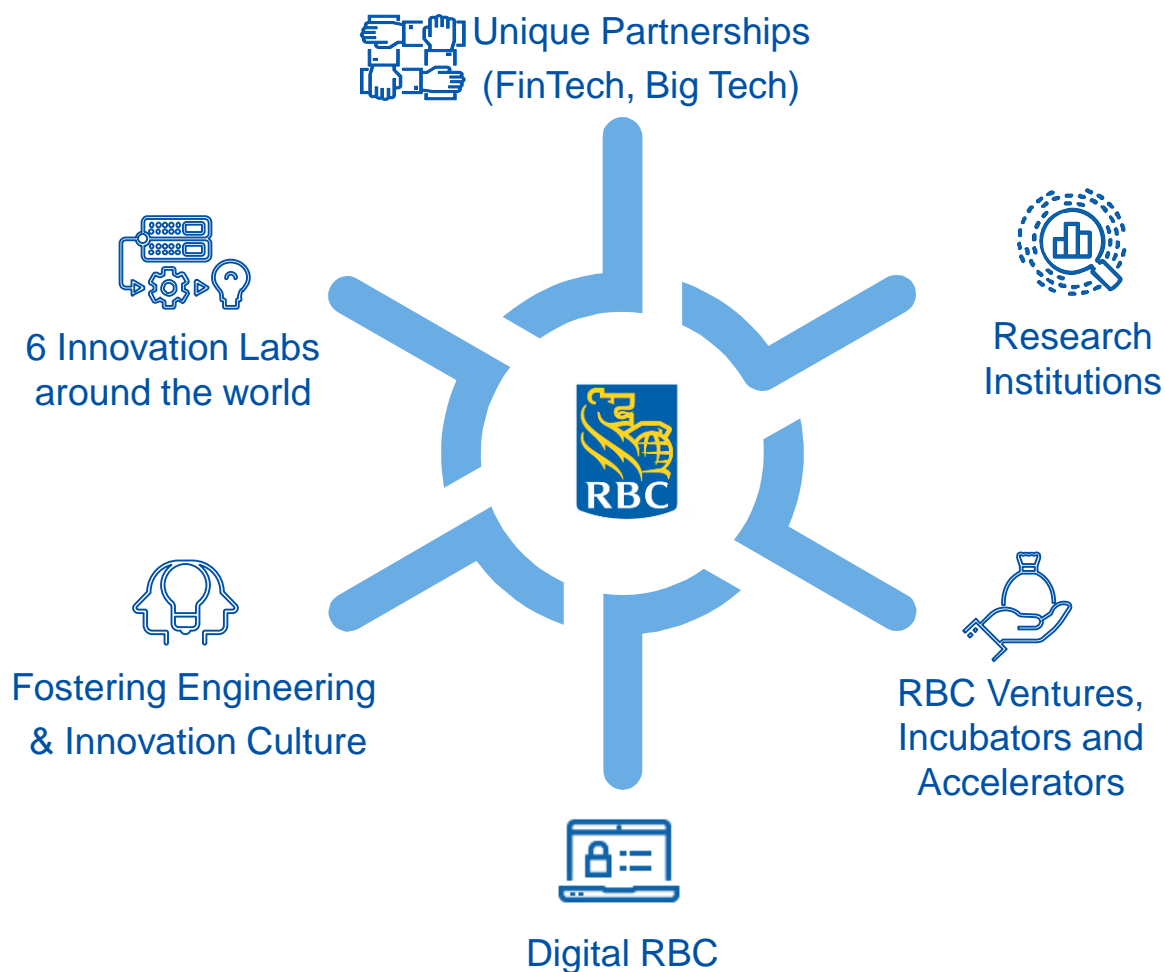 Unique Partnerships
(FinTech, Big Tech)
6 Innovation Labs
around the world
Research
Institutions
RBC
Fostering Engineering
& Innovation Culture
RBC Ventures,
Incubators and
Accelerators
Digital RBC